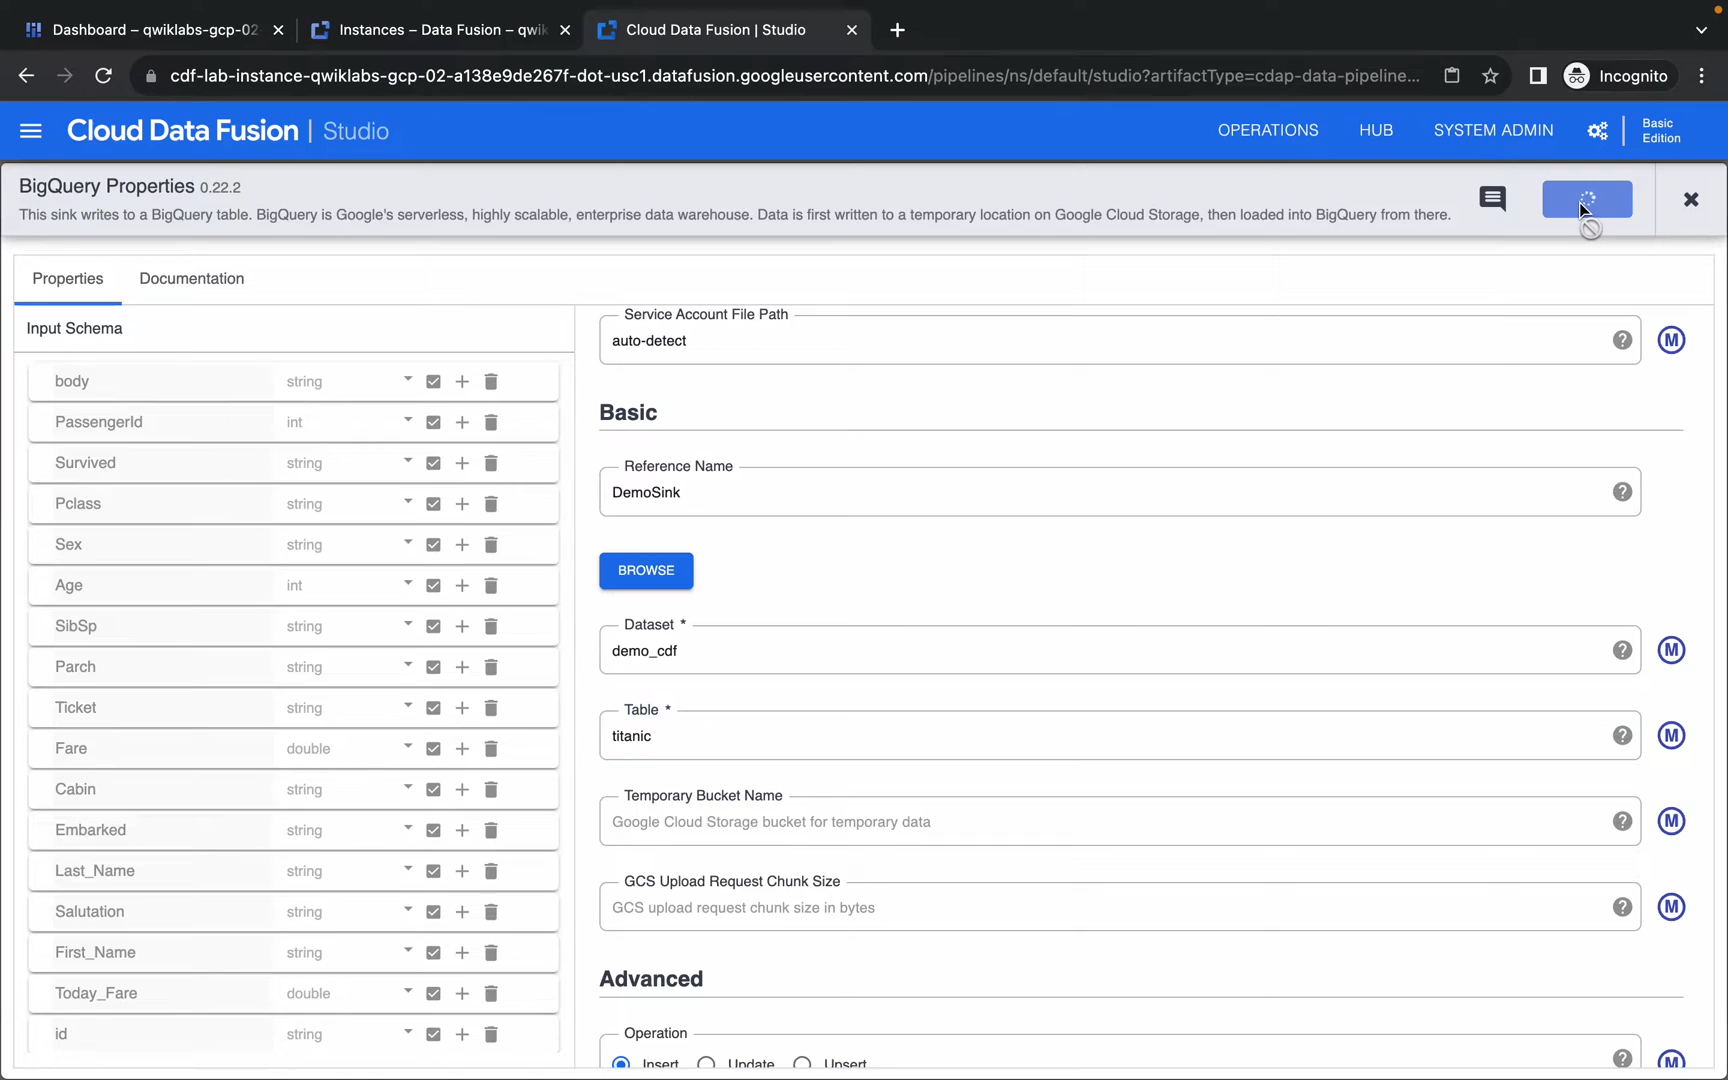 Dashboard – qwiklabs-gcp-02-
Instances – Data Fusion – qwik
Cloud Data Fusion | Studio
cdf-lab-instance-qwiklabs-gcp-02-a138e9de267f-dot-usc1.datafusion.googleusercontent.com/pipelines/ns/default/studio?artifactType=cdap-data-pipeline...
Incognito
Cloud Data Fusion | Studio
OPERATIONS
HUB
SYSTEM ADMIN
Basic
Edition
BigQuery Properties 0.22.2
This sink writes to a BigQuery table. BigQuery is Google's serverless, highly scalable, enterprise data warehouse. Data is first written to a temporary location on Google Cloud Storage, then loaded into BigQuery from there.
Properties
Documentation
Input Schema
body string
PassengerId int
Survived string
Pclass string
Sex string
Age int
SibSp string
Parch string
Ticket string
Fare double
Cabin string
Embarked string
Last_Name string
Salutation string
First_Name string
Today_Fare double
id string
Service Account File Path
auto-detect
M
Basic
Reference Name
DemoSink
BROWSE
Dataset *
demo_cdf
M
Table *
titanic
M
Temporary Bucket Name
Google Cloud Storage bucket for temporary data
M
GCS Upload Request Chunk Size
GCS upload request chunk size in bytes
M
Advanced
Operation
Insert Update Upsert
M